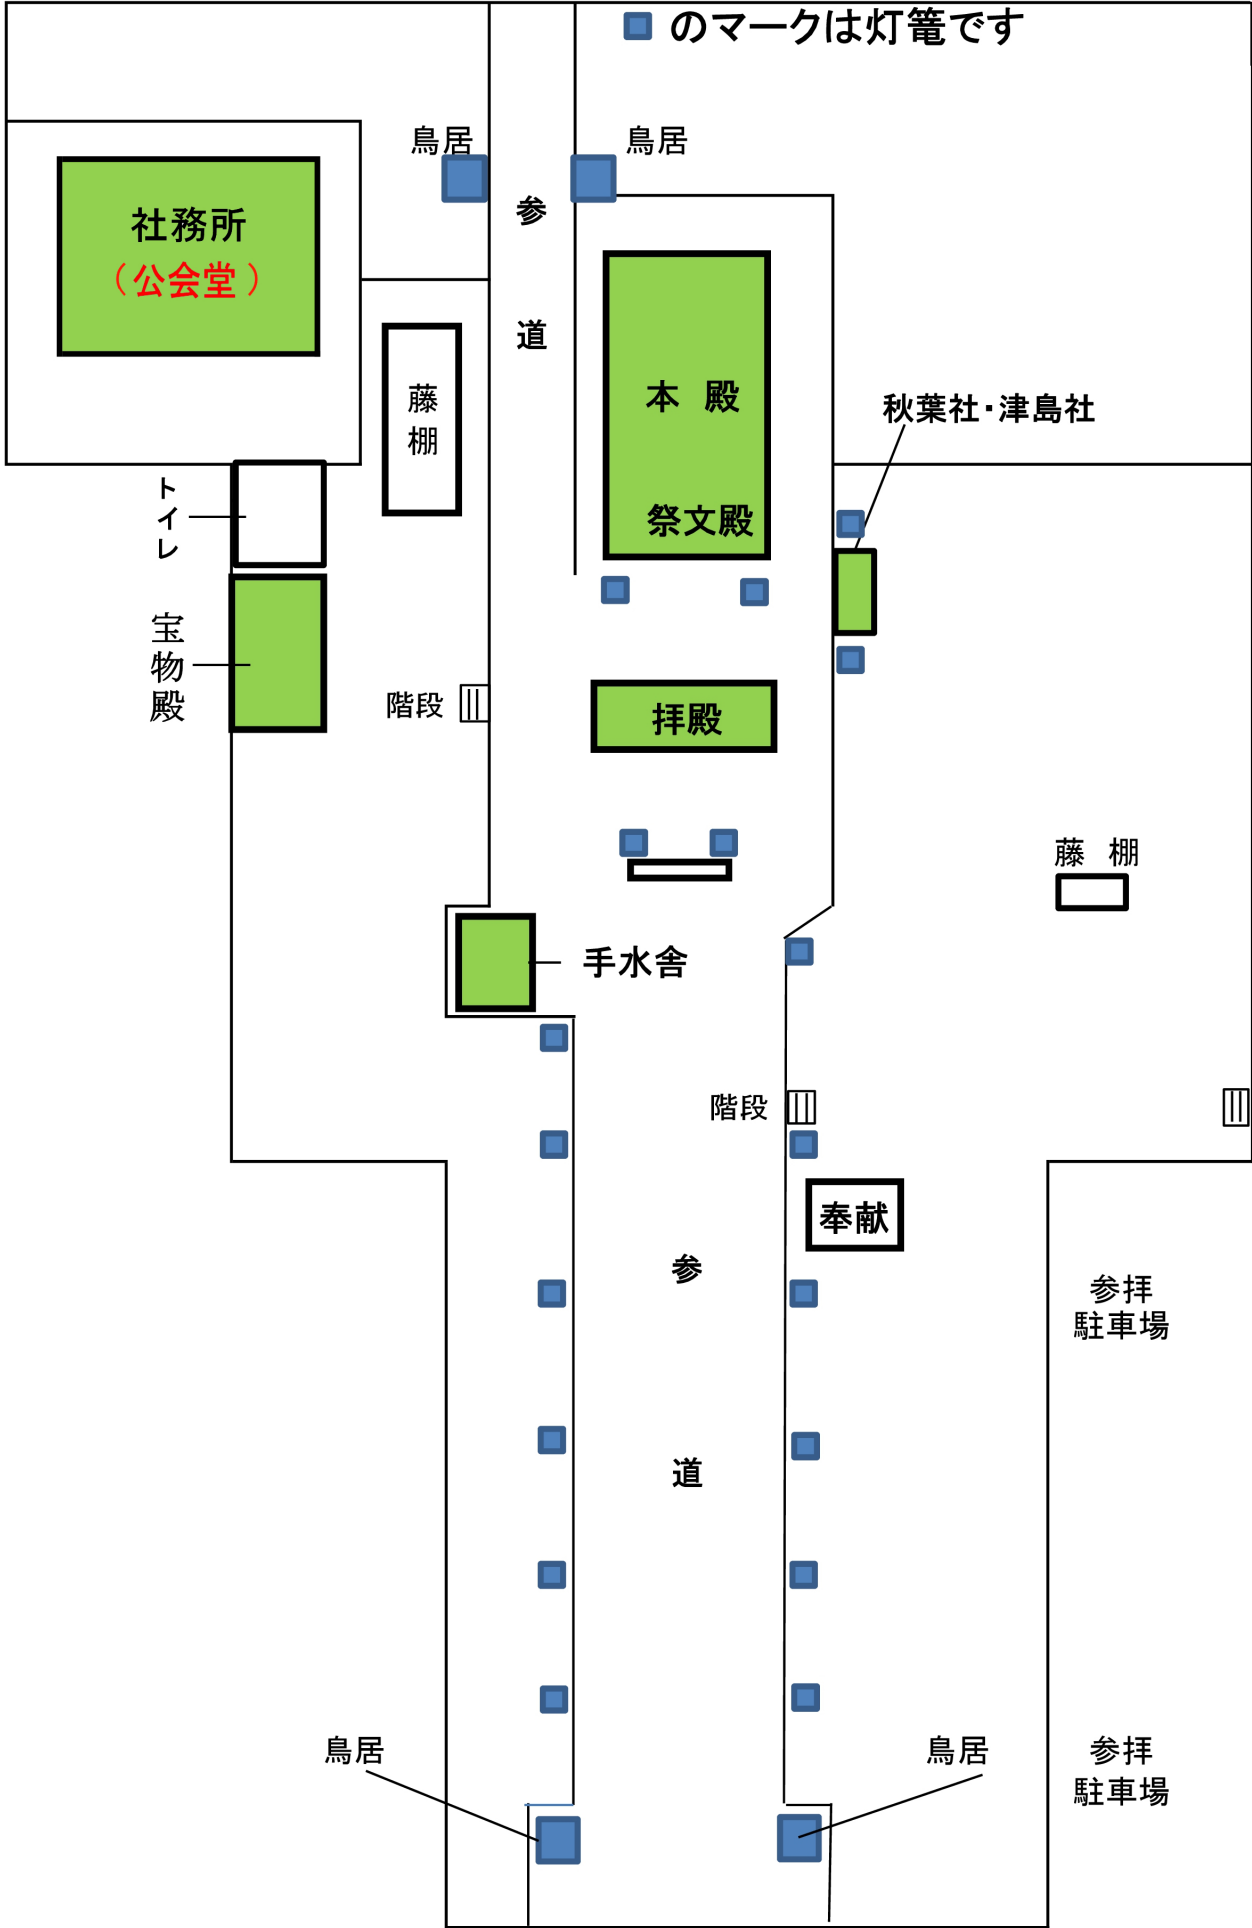 のマークは灯篭です
鳥居
鳥居
社務所
（公会堂）
参
道
藤
棚
本 殿
祭文殿
秋葉社・津島社
トイレ
宝物殿
階段
拝殿
藤 棚
手水舎
階段
奉献
参
道
参拝
駐車場
鳥居
鳥居
参拝
駐車場